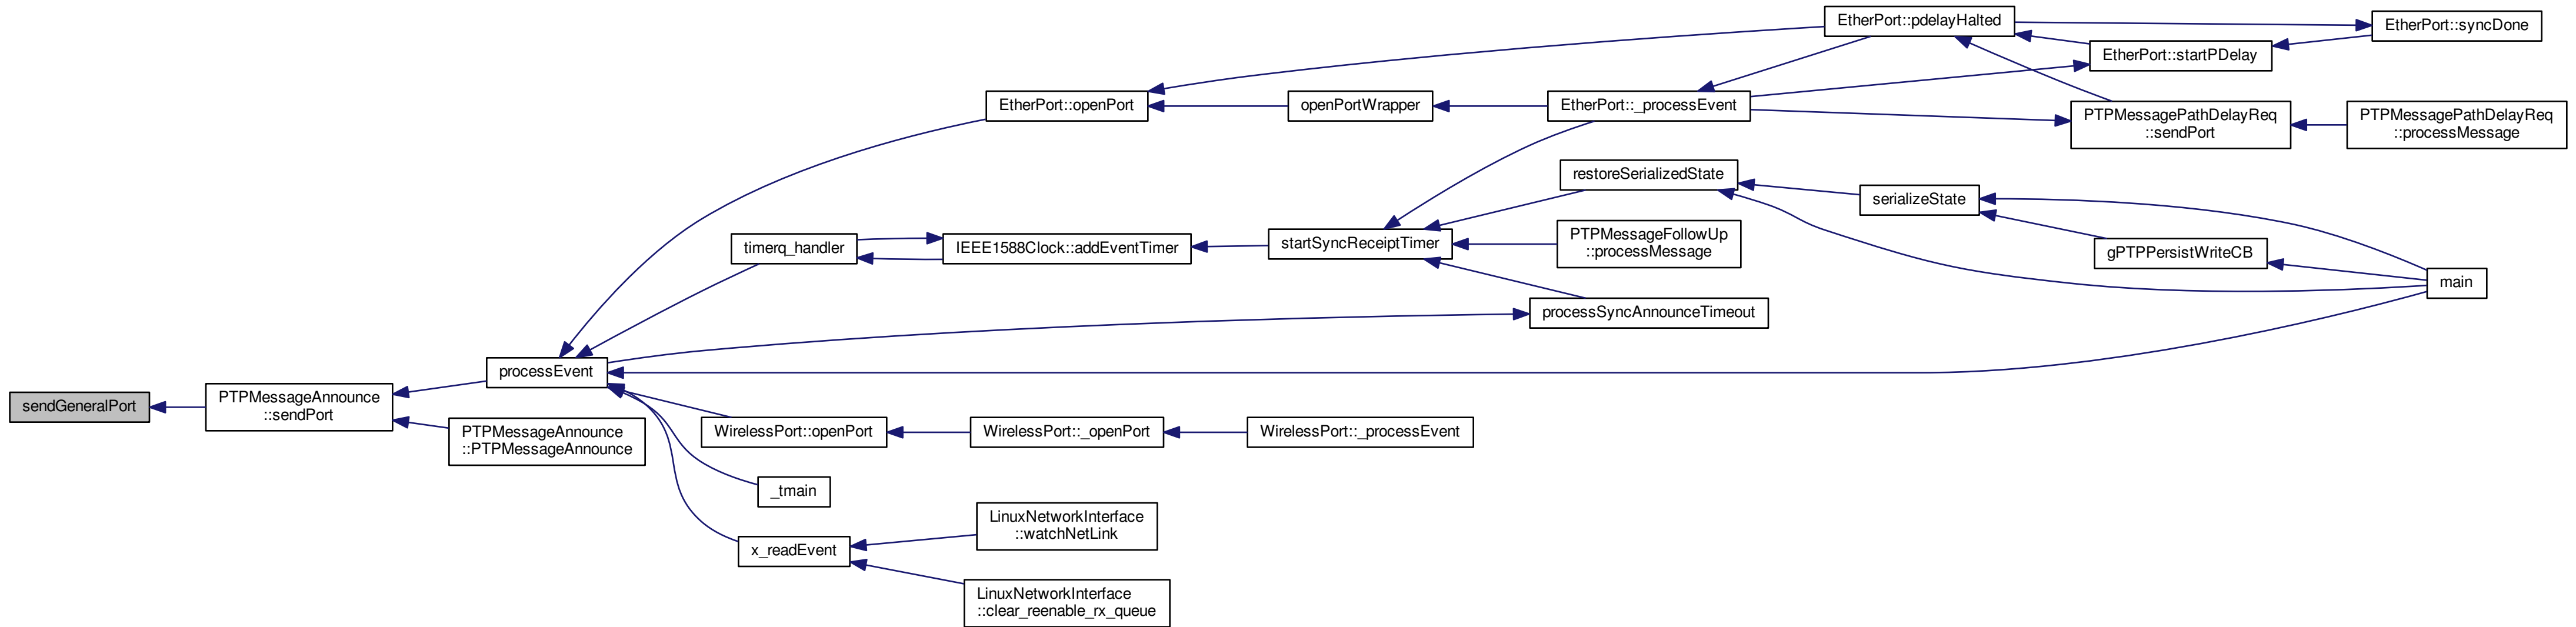 sendGeneralPort
PTPMessageAnnounce
::sendPort
processEvent
PTPMessageAnnounce
::PTPMessageAnnounce
EtherPort::openPort
timerq_handler
WirelessPort::openPort
_tmain
x_readEvent
openPortWrapper
IEEE1588Clock::addEventTimer
WirelessPort::_openPort
LinuxNetworkInterface
::watchNetLink
LinuxNetworkInterface
::clear_reenable_rx_queue
EtherPort::_processEvent
startSyncReceiptTimer
WirelessPort::_processEvent
restoreSerializedState
PTPMessageFollowUp
::processMessage
processSyncAnnounceTimeout
EtherPort::pdelayHalted
serializeState
EtherPort::startPDelay
PTPMessagePathDelayReq
::sendPort
gPTPPersistWriteCB
EtherPort::syncDone
PTPMessagePathDelayReq
::processMessage
main